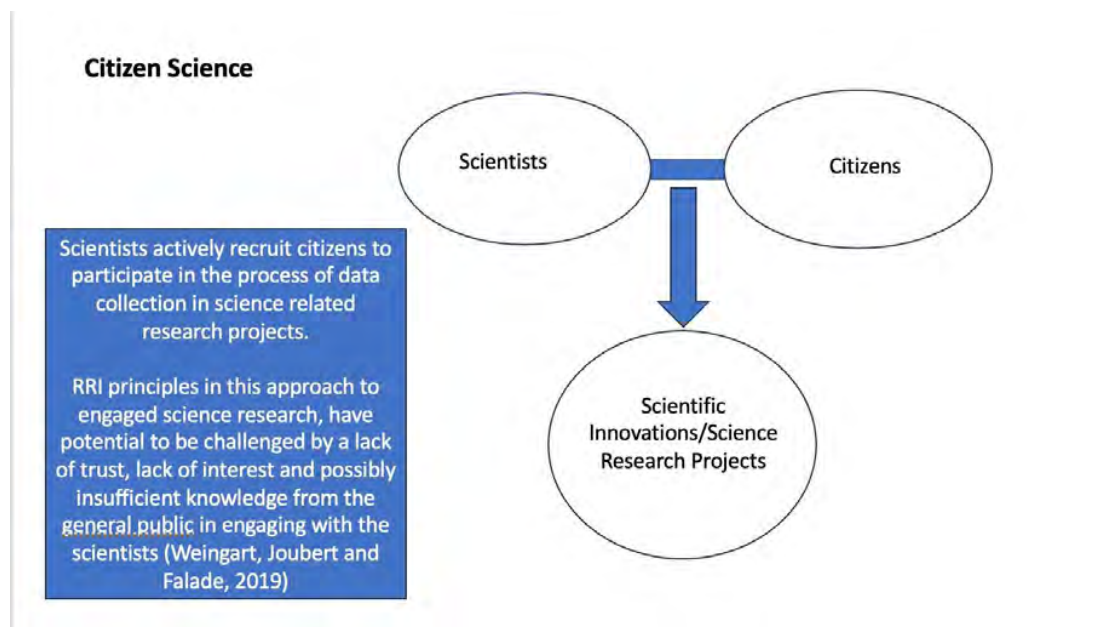 Citizen Science
Scientists
Citizens
Scientists actively recruit citizens to
participate in the process of data
collection in science related
research projects.
RRI principles in this approach to
engaged science research, have
potential to be challenged by a lack
of trust, lack of interest and possibly
insufficient knowledge from the
general public in engaging with the
scientists (Weingart, Joubert and
Falade, 2019)
Scientific
Innovations/Science
Research Projects